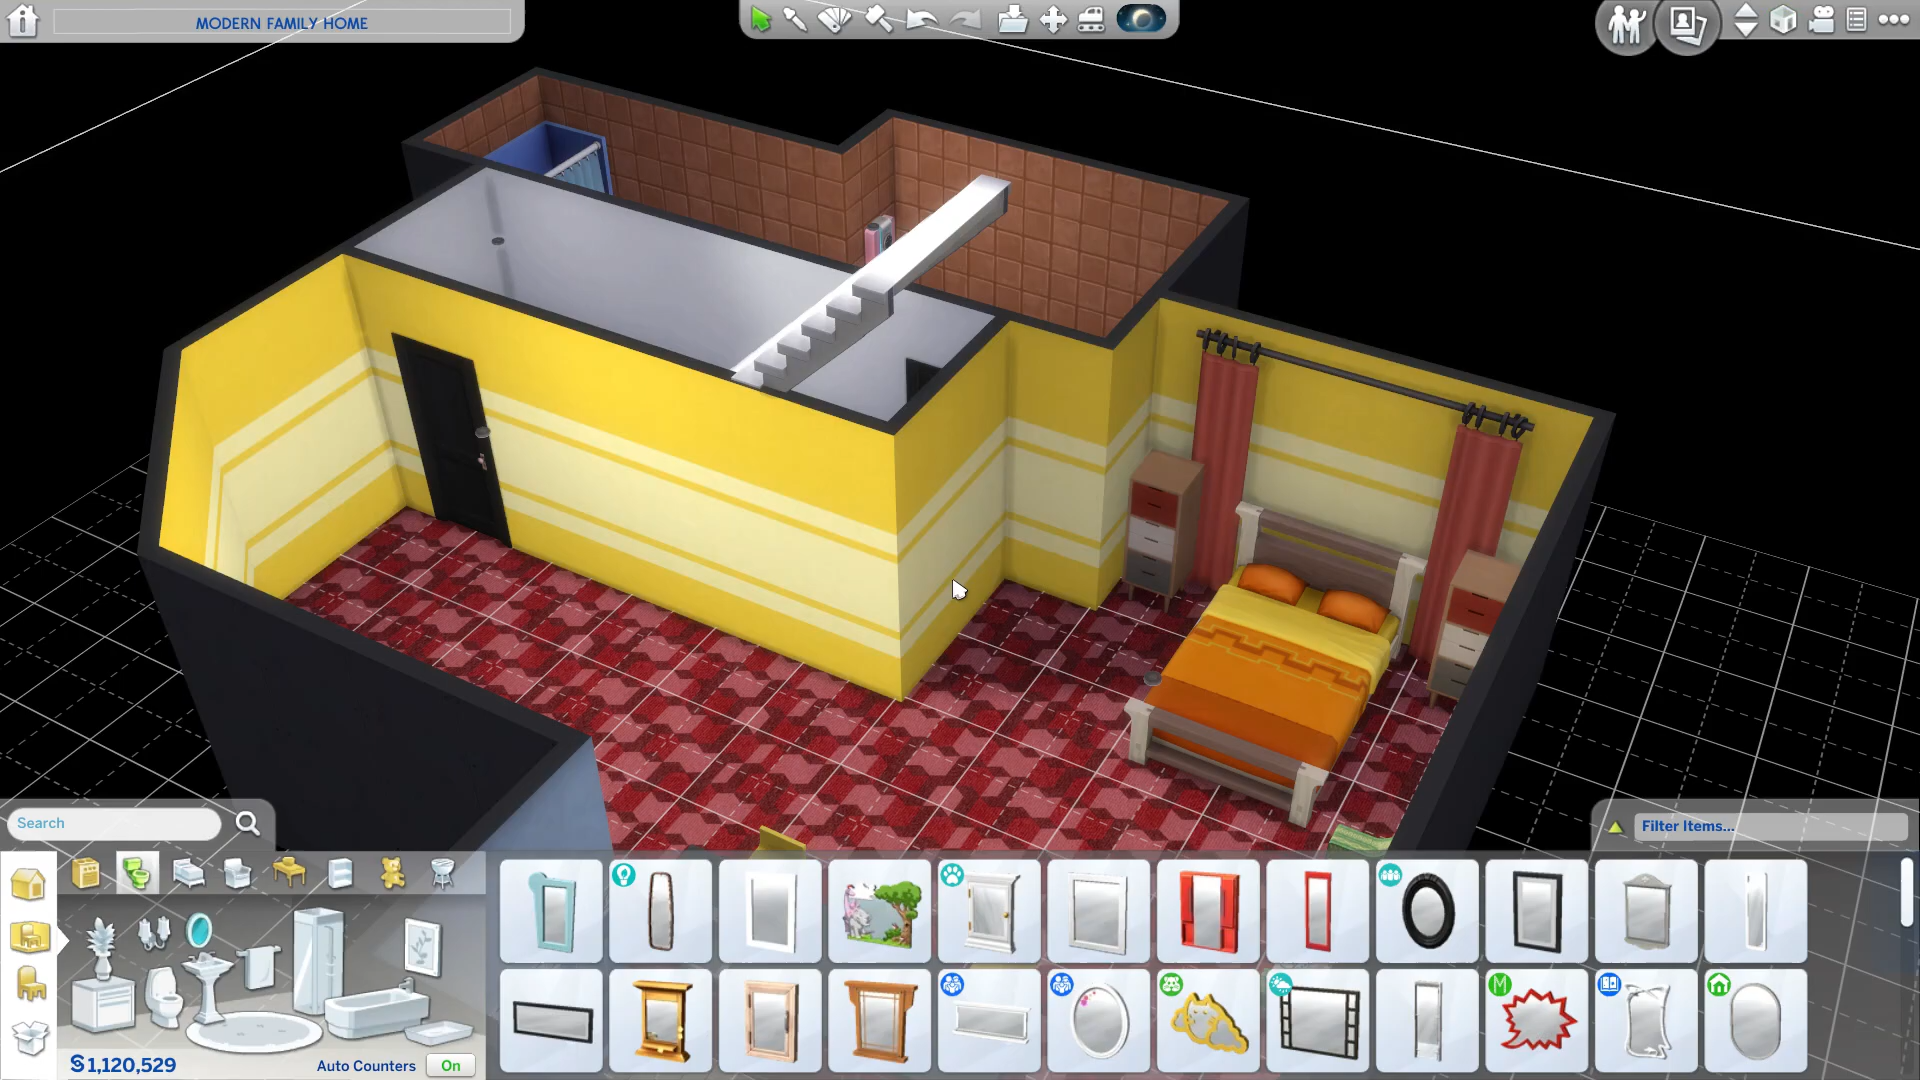 MODERN FAMILY HOME
Search
Filter Items...
M
$1,120,529
Auto Counters
On